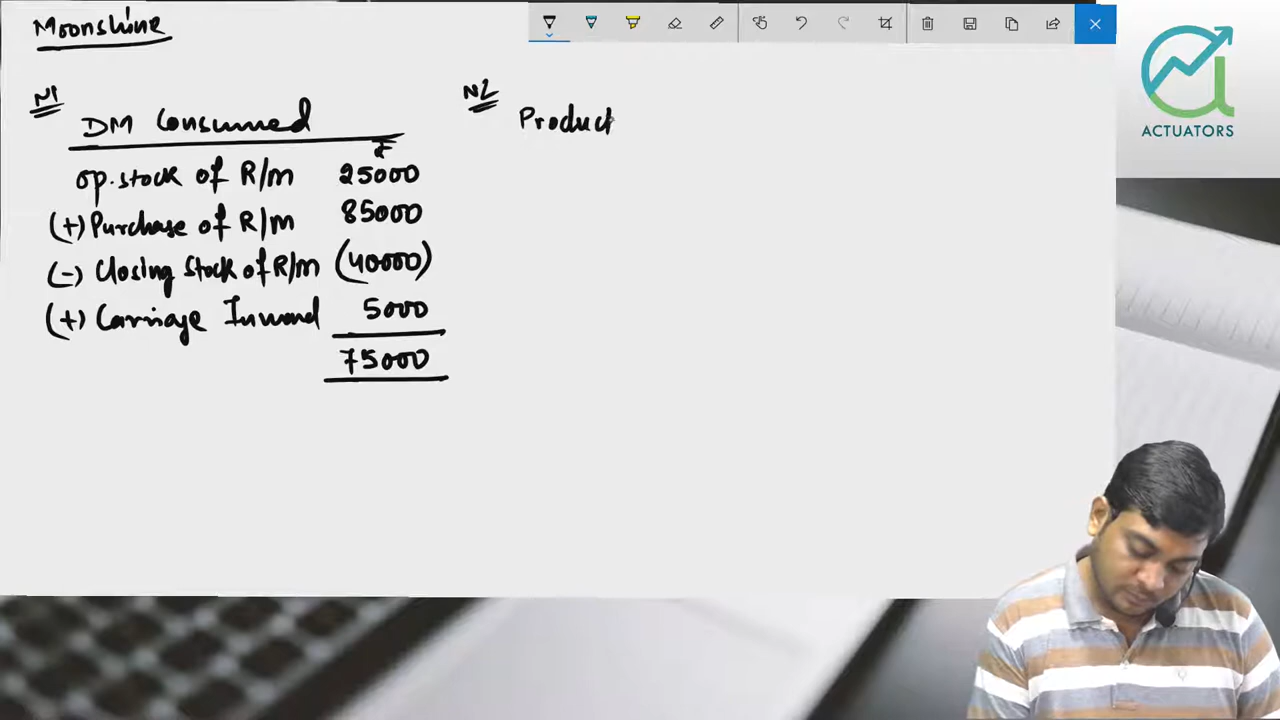 Moonshine
N1
DM Consumed
₹
op. stock of R/m 25000
(+) Purchase of R/m 85000
(-) Closing Stock of R/m (40000)
(+) Carriage Inward 5000
75000
N2
Product
ACTUATORS